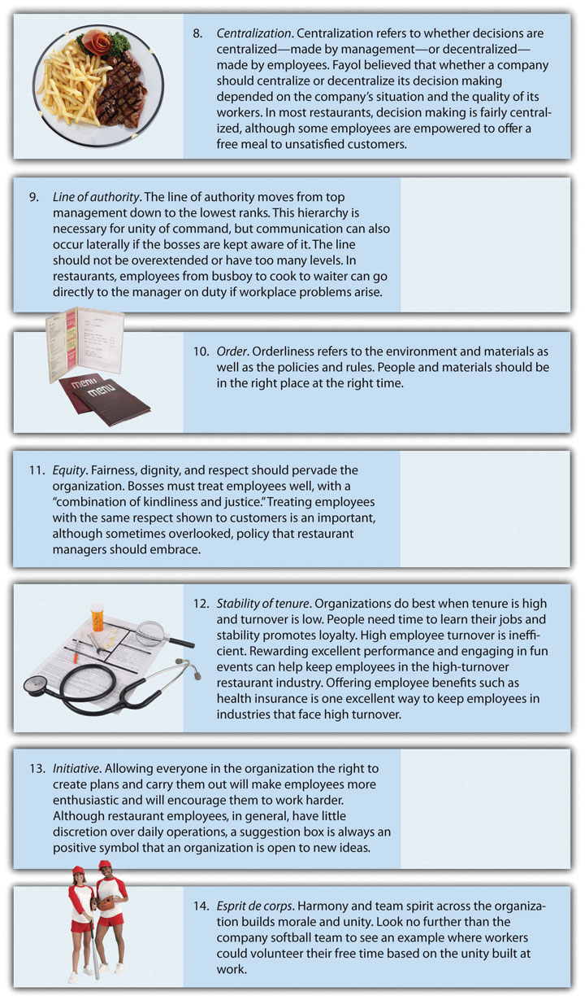 8. Centralization. Centralization refers to whether decisions are
centralized—made by management—or decentralized—
made by employees. Fayol believed that whether a company
should centralize or decentralize its decision making
depended on the company’s situation and the quality of its
workers. In most restaurants, decision making is fairly central-
ized, although some employees are empowered to offer a
free meal to unsatisfied customers.
9. Line of authority. The line of authority moves from top
management down to the lowest ranks. This hierarchy is
necessary for unity of command, but communication can also
occur laterally if the bosses are kept aware of it. The line
should not be overextended or have too many levels. In
restaurants, employees from busboy to cook to waiter can go
directly to the manager on duty if workplace problems arise.
menu
menu
10. Order. Orderliness refers to the environment and materials as
well as the policies and rules. People and materials should be
in the right place at the right time.
11. Equity. Fairness, dignity, and respect should pervade the
organization. Bosses must treat employees well, with a
“combination of kindliness and justice.” Treating employees
with the same respect shown to customers is an important,
although sometimes overlooked, policy that restaurant
managers should embrace.
12. Stability of tenure. Organizations do best when tenure is high
and turnover is low. People need time to learn their jobs and
stability promotes loyalty. High employee turnover is ineffi-
cient. Rewarding excellent performance and engaging in fun
events can help keep employees in the high-turnover
restaurant industry. Offering employee benefits such as
health insurance is one excellent way to keep employees in
industries that face high turnover.
13. Initiative. Allowing everyone in the organization the right to
create plans and carry them out will make employees more
enthusiastic and will encourage them to work harder.
Although restaurant employees, in general, have little
discretion over daily operations, a suggestion box is always an
positive symbol that an organization is open to new ideas.
14. Esprit de corps. Harmony and team spirit across the organiza-
tion builds morale and unity. Look no further than the
company softball team to see an example where workers
could volunteer their free time based on the unity built at
work.